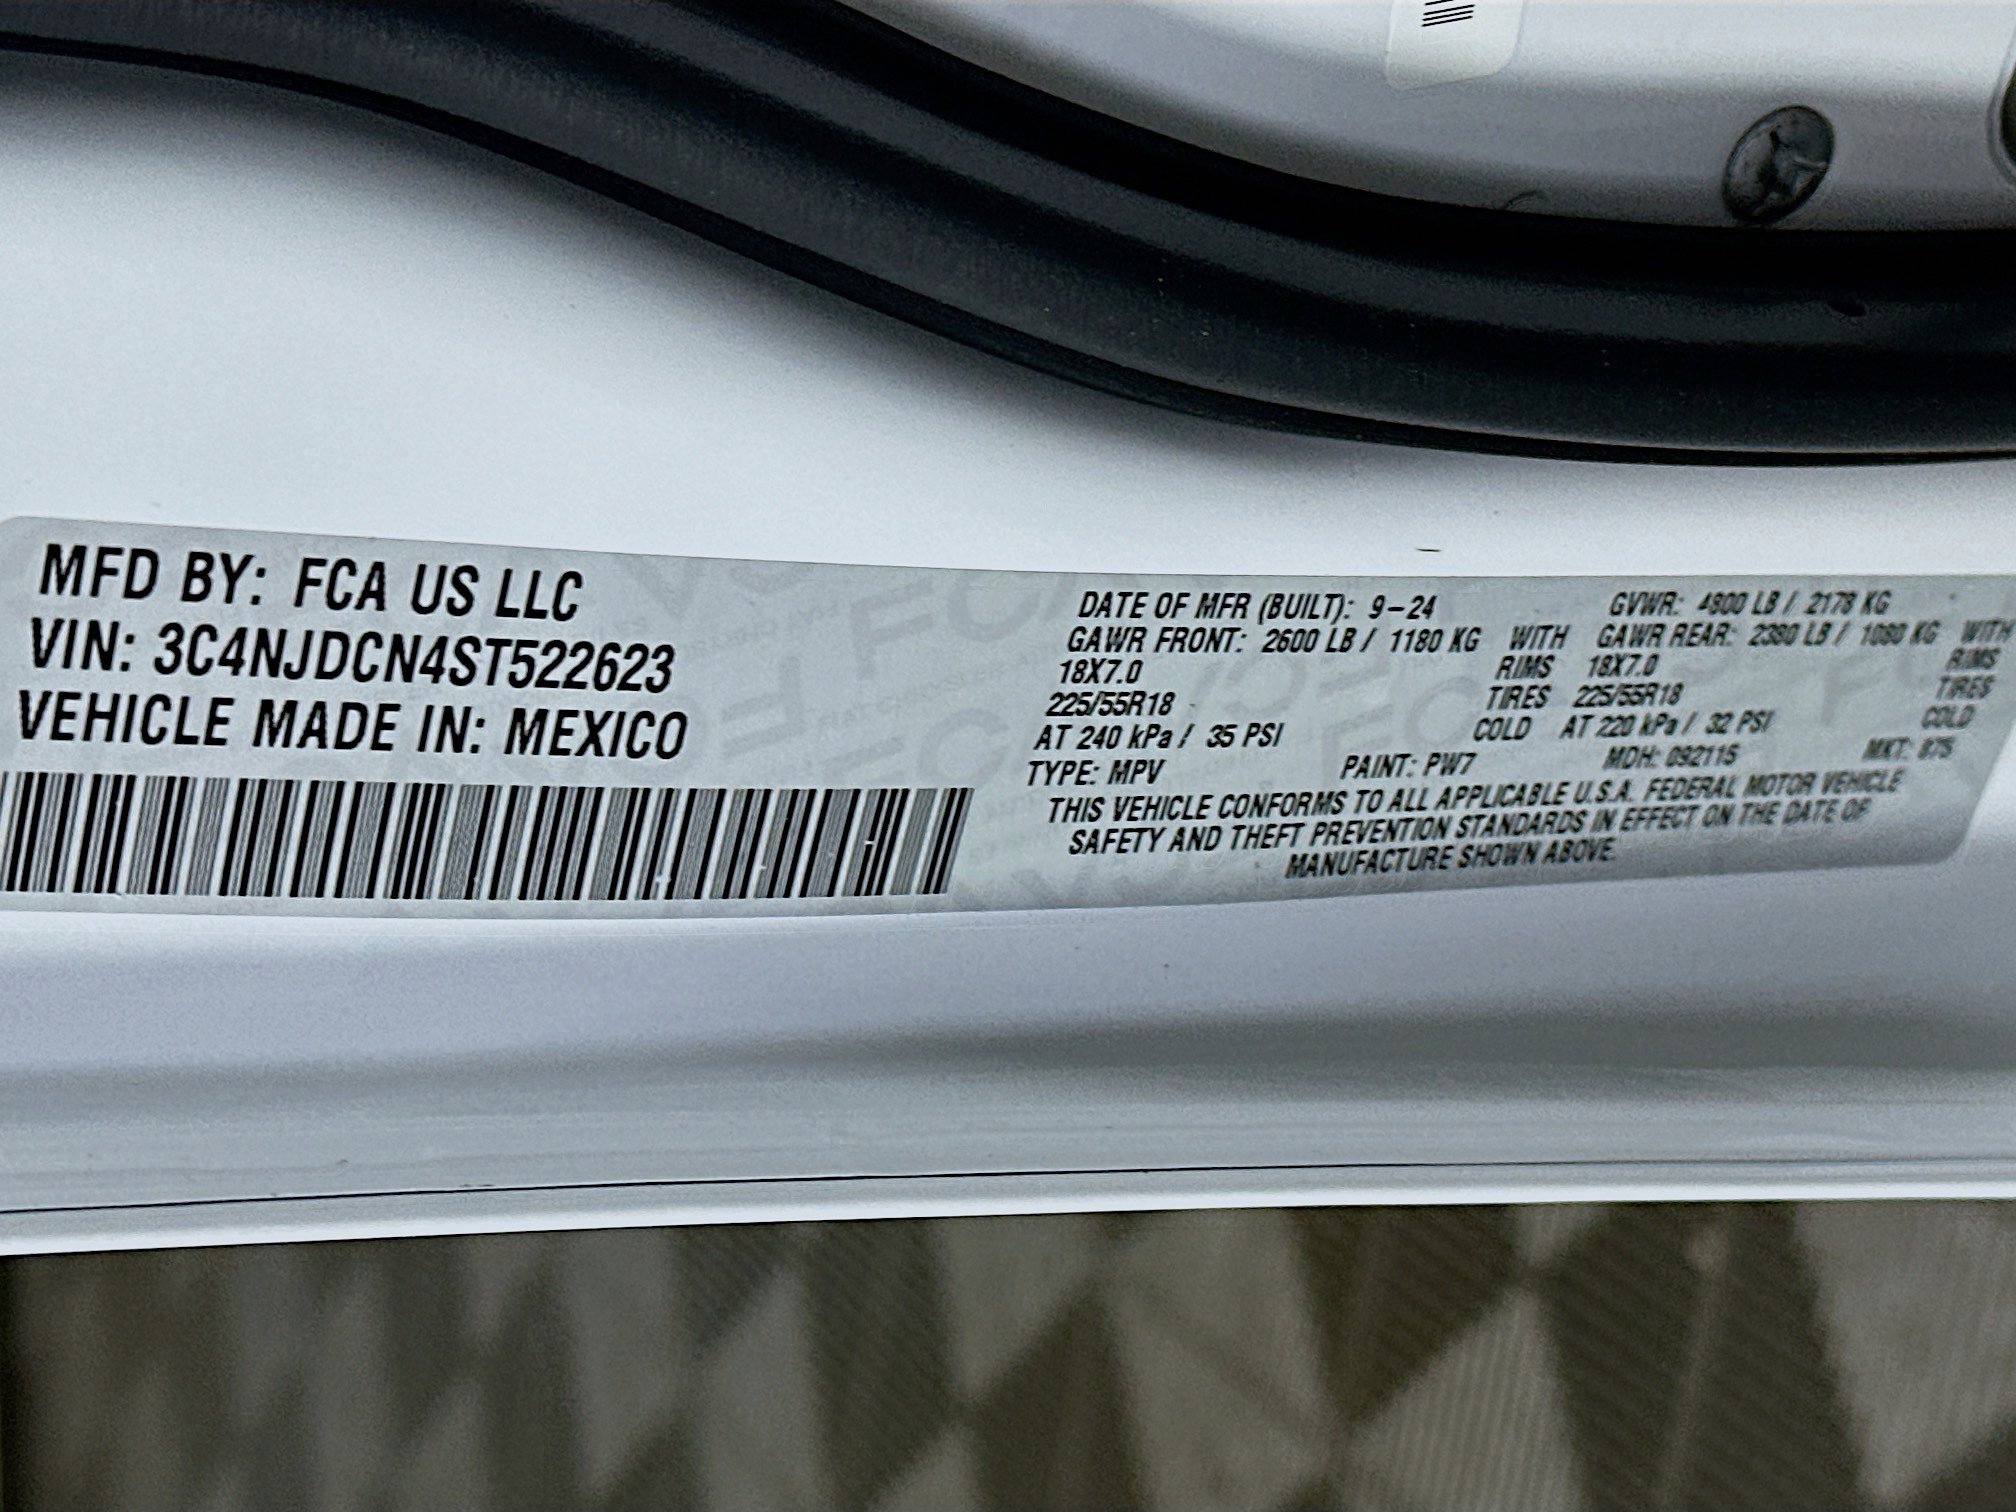 MFD BY: FCA US LLC
VIN: 3C4NJDCN4ST522623
VEHICLE MADE IN: MEXICO
DATE OF MFR (BUILT): 9-24 GVWR: 4800 LB / 2178 KG
GAWR FRONT: 2600 LB / 1180 KG WITH GAWR REAR: 2380 LB / 1080 KG WITH
18X7.0 RIMS 18X7.0 RIMS
225/55R18 TIRES 225/55R18 TIRES
AT 240 kPa / 35 PSI COLD AT 220 kPa / 32 PSI COLD
TYPE: MPV PAINT: PW7 MDH: 092115 MKT: 875
THIS VEHICLE CONFORMS TO ALL APPLICABLE U.S.A. FEDERAL MOTOR VEHICLE
SAFETY AND THEFT PREVENTION STANDARDS IN EFFECT ON THE DATE OF
MANUFACTURE SHOWN ABOVE.